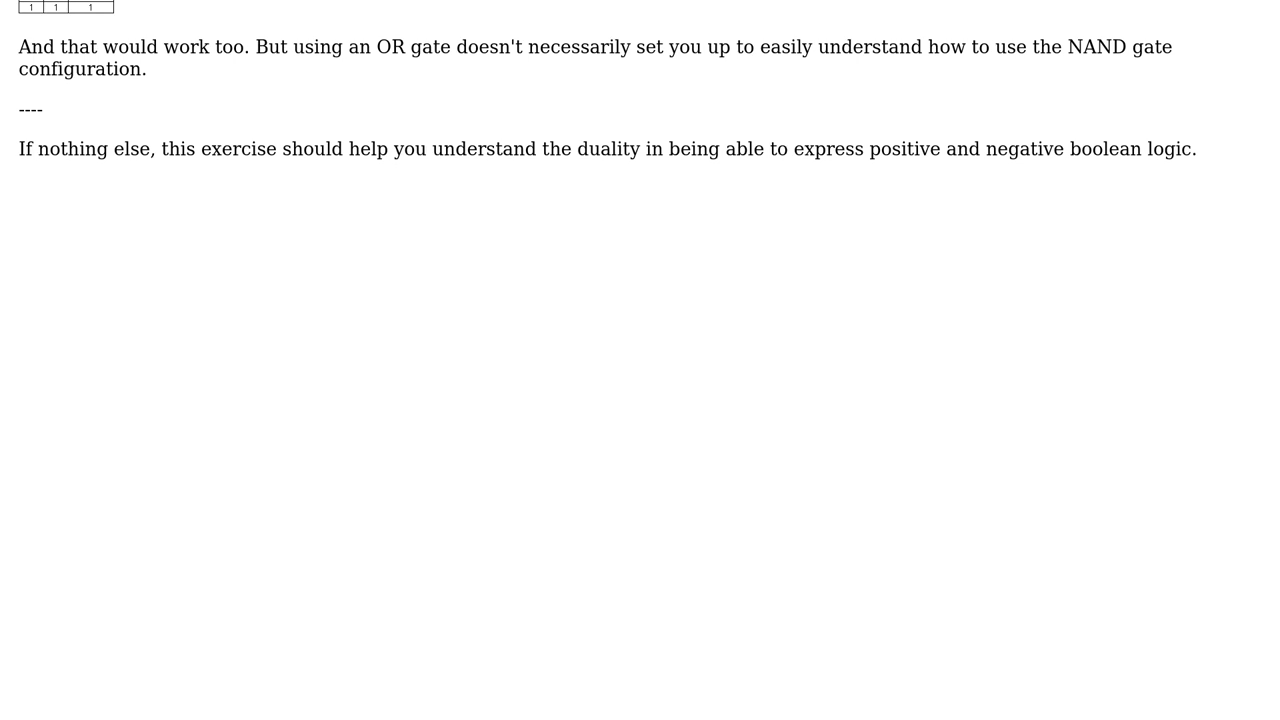 1 1 1
And that would work too. But using an OR gate doesn't necessarily set you up to easily understand how to use the NAND gate
configuration.
----
If nothing else, this exercise should help you understand the duality in being able to express positive and negative boolean logic.